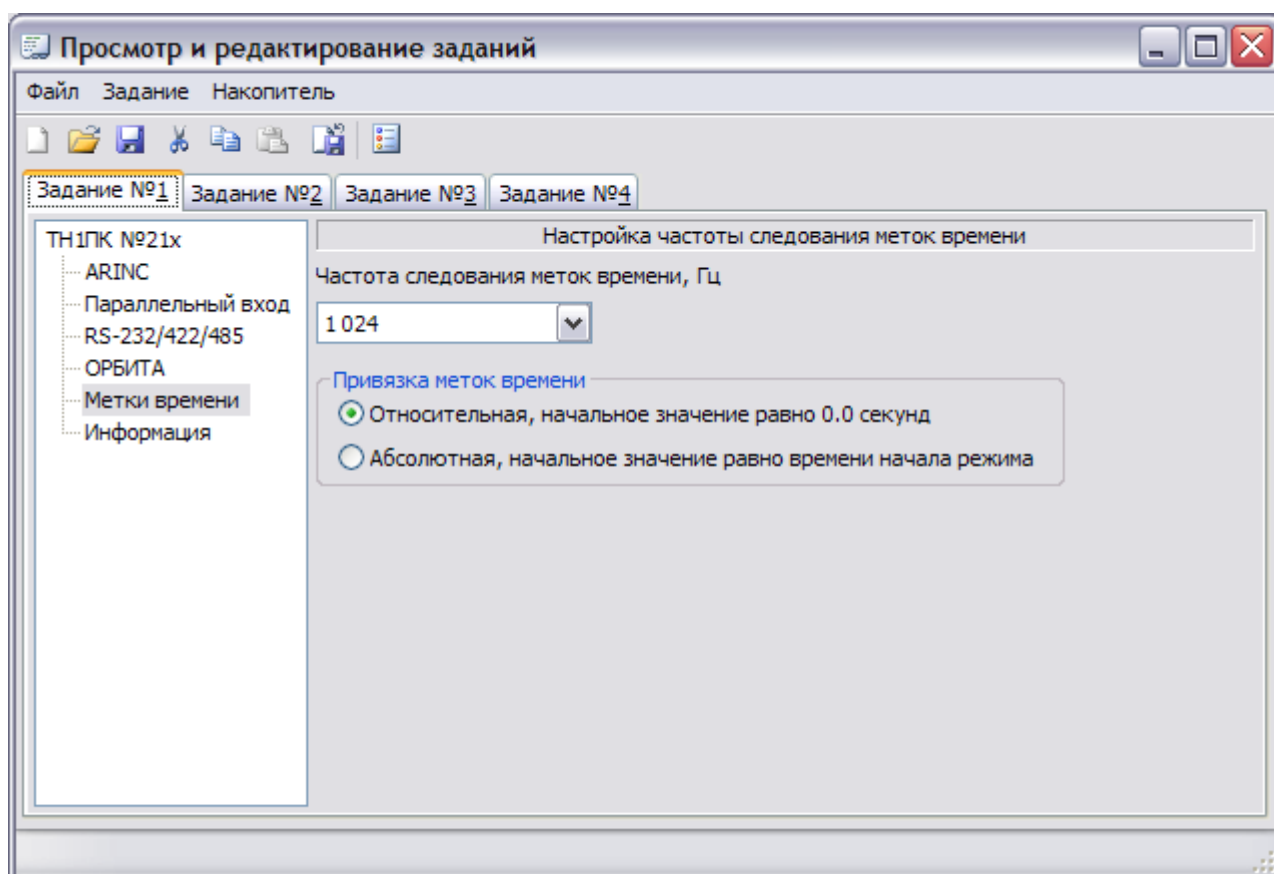 Просмотр и редактирование заданий
Файл Задание Накопитель
Задание №1 Задание №2 Задание №3 Задание №4
ТН1ПК №21x
ARINC
Параллельный вход
RS-232/422/485
ОРБИТА
Метки времени
Информация
Настройка частоты следования меток времени
Частота следования меток времени, Гц
1 024
Привязка меток времени
Относительная, начальное значение равно 0.0 секунд
Абсолютная, начальное значение равно времени начала режима